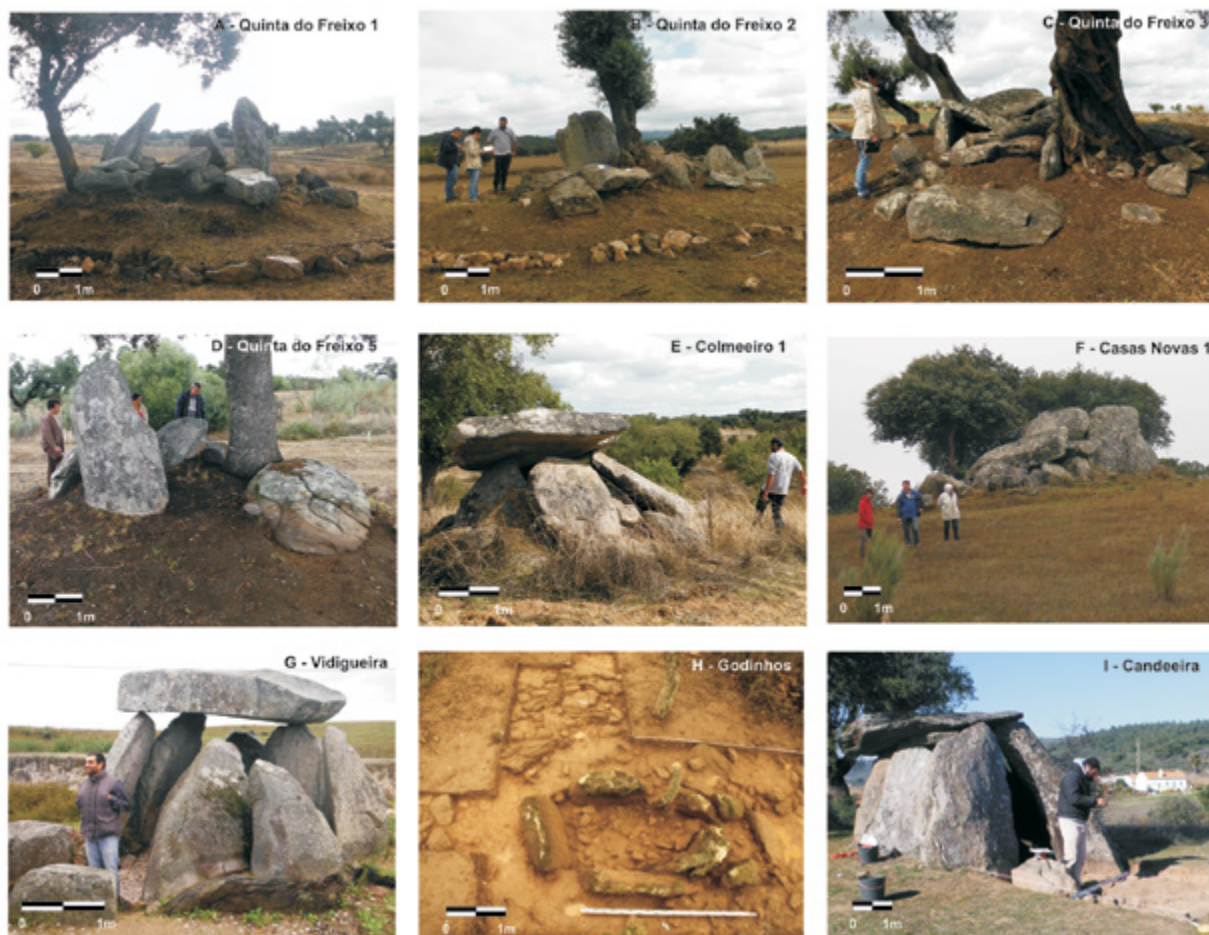 A - Quinta do Freixo 1
B - Quinta do Freixo 2
C - Quinta do Freixo 3
0 1m
0 1m
0 1m
D - Quinta do Freixo 5
E - Colmeeiro 1
F - Casas Novas 1
0 1m
0 1m
0 1m
G - Vidigueira
H - Godinhos
I - Candeeira
0 1m
0 1m
0 1m